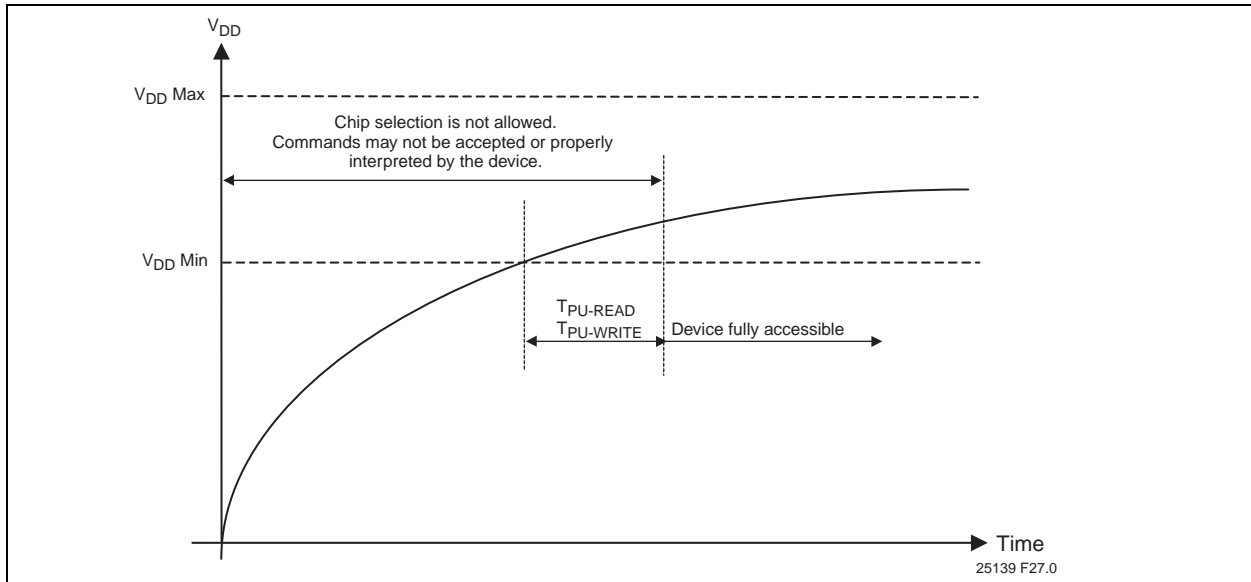 VDD
VDD Max
Chip selection is not allowed.
Commands may not be accepted or properly
interpreted by the device.
VDD Min
TPU-READ
TPU-WRITE
Device fully accessible
Time
25139 F27.0